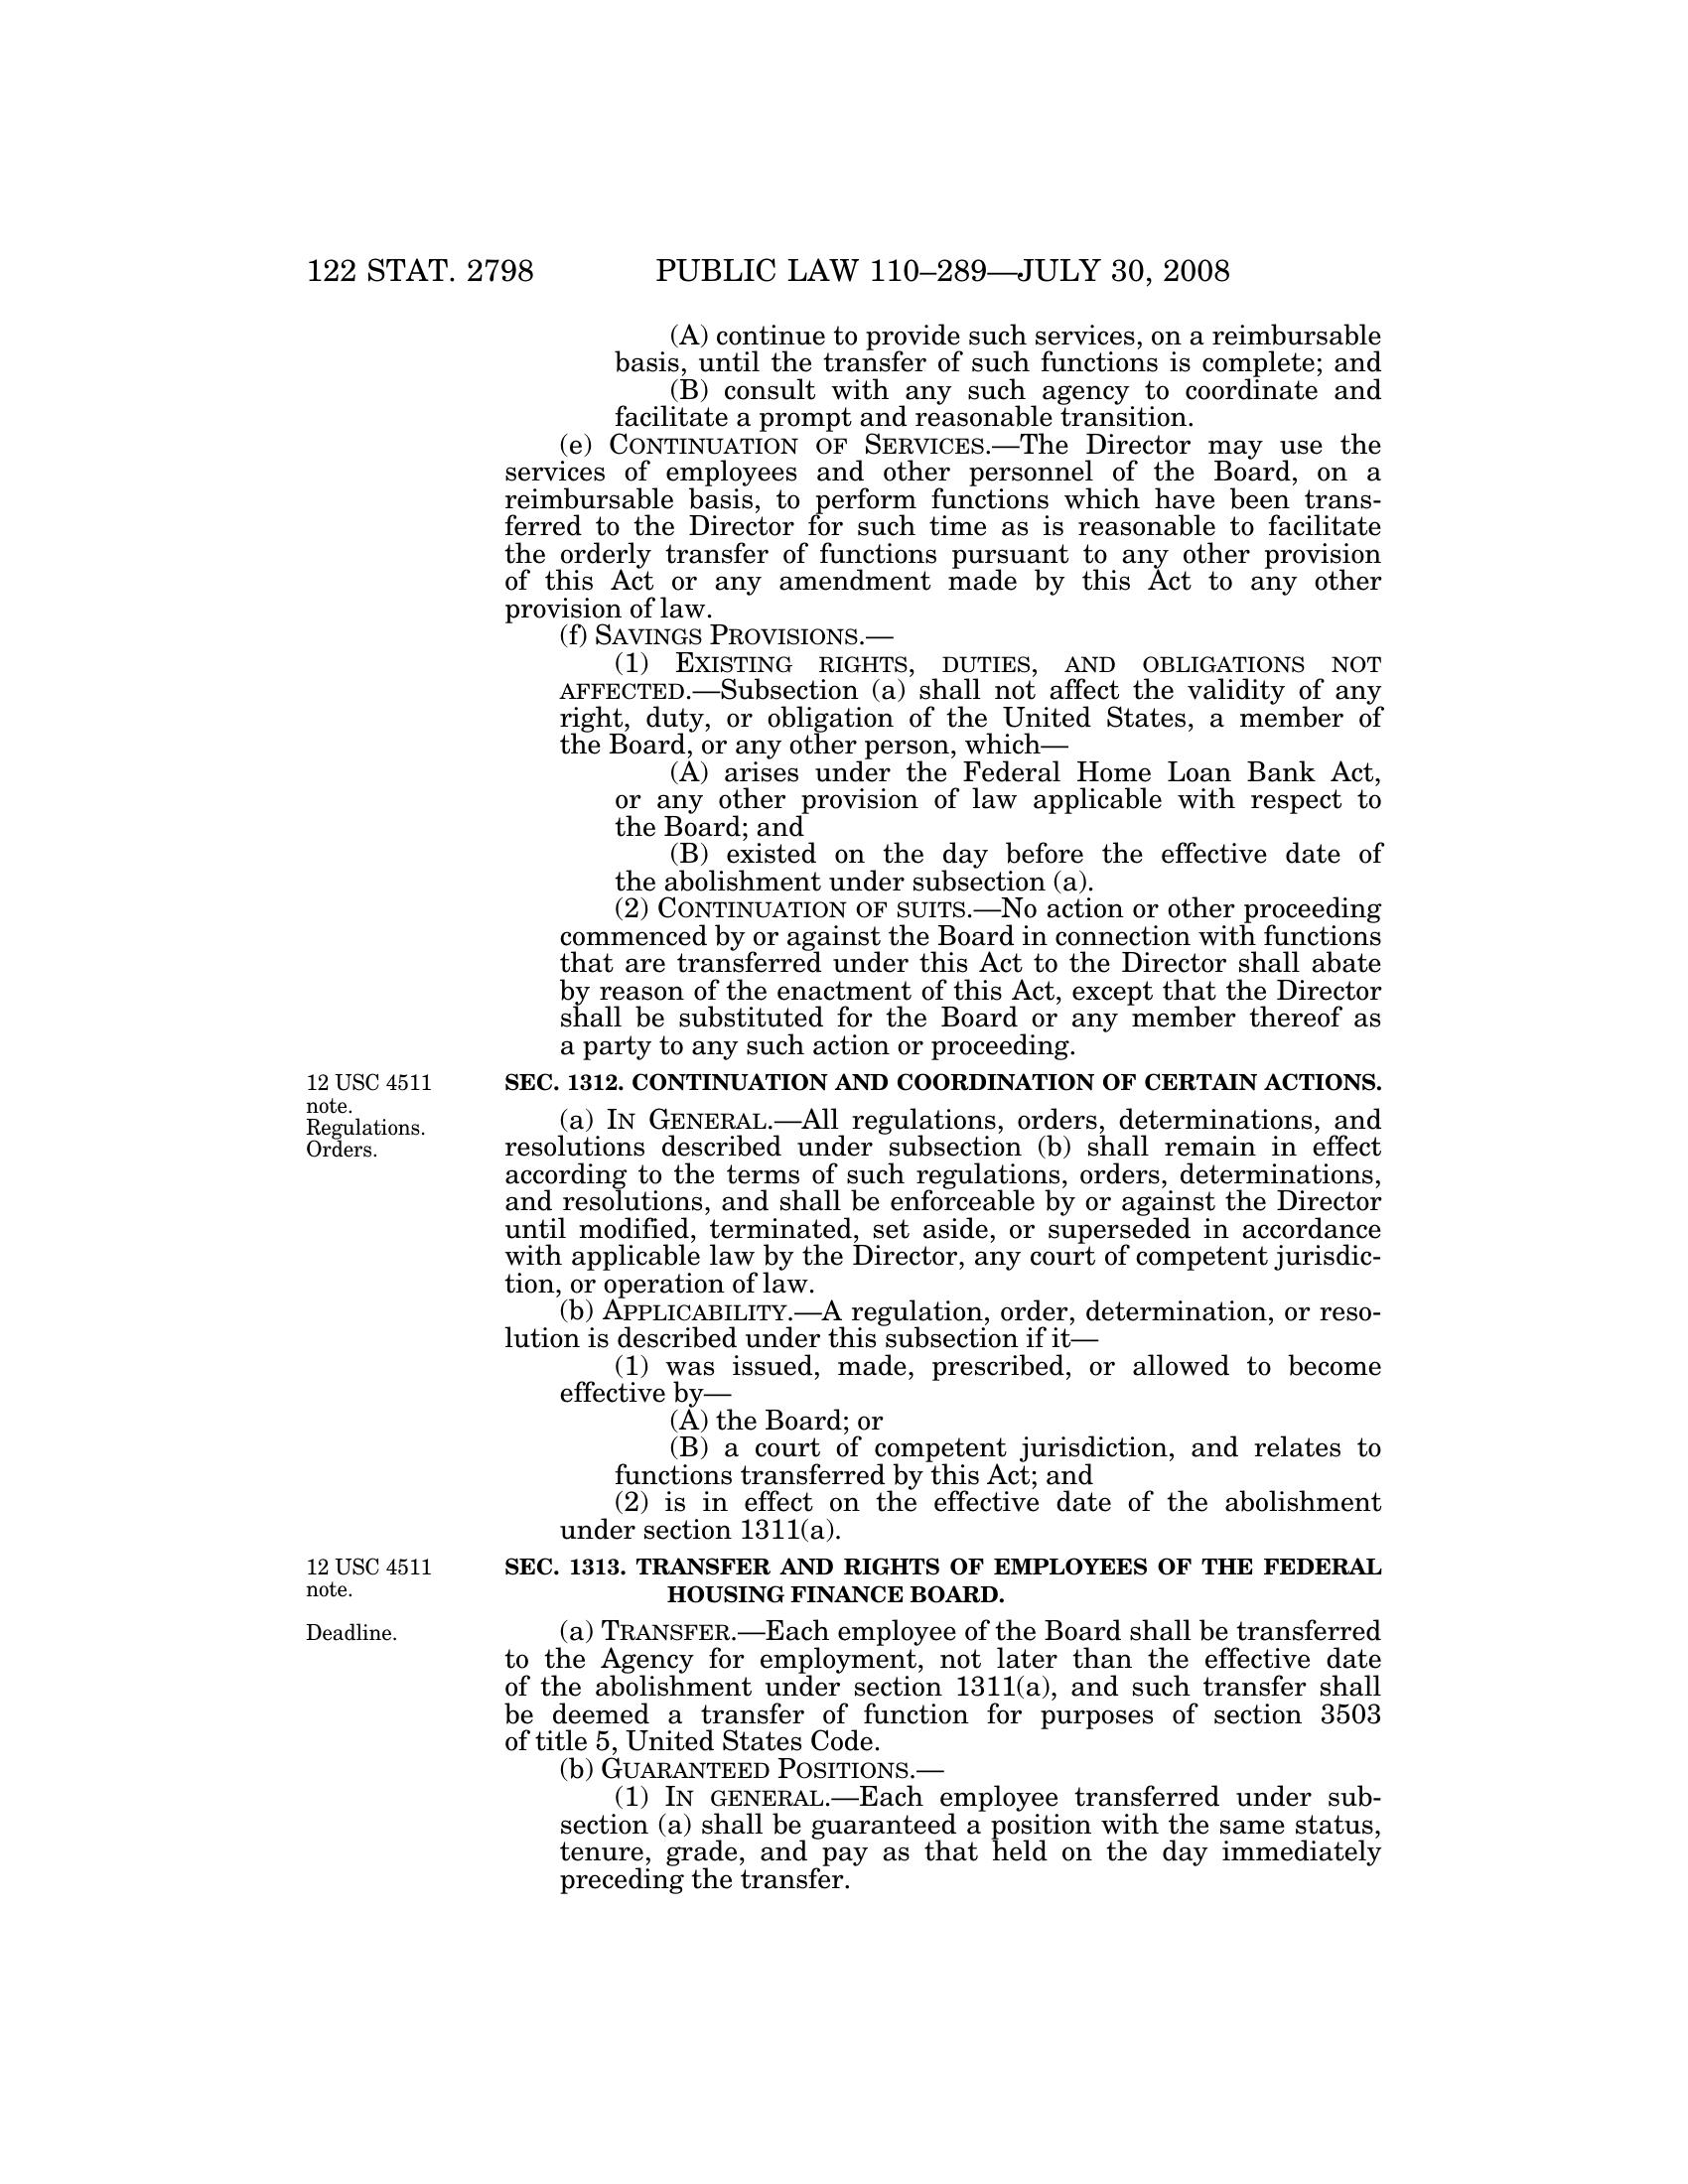 122 STAT. 2798 PUBLIC LAW 110–289—JULY 30, 2008
(A) continue to provide such services, on a reimbursable
basis, until the transfer of such functions is complete; and
(B) consult with any such agency to coordinate and
facilitate a prompt and reasonable transition.
(e) CONTINUATION OF SERVICES.—The Director may use the
services of employees and other personnel of the Board, on a
reimbursable basis, to perform functions which have been trans-
ferred to the Director for such time as is reasonable to facilitate
the orderly transfer of functions pursuant to any other provision
of this Act or any amendment made by this Act to any other
provision of law.
(f) SAVINGS PROVISIONS.—
(1) EXISTING RIGHTS, DUTIES, AND OBLIGATIONS NOT
AFFECTED.—Subsection (a) shall not affect the validity of any
right, duty, or obligation of the United States, a member of
the Board, or any other person, which—
(A) arises under the Federal Home Loan Bank Act,
or any other provision of law applicable with respect to
the Board; and
(B) existed on the day before the effective date of
the abolishment under subsection (a).
(2) CONTINUATION OF SUITS.—No action or other proceeding
commenced by or against the Board in connection with functions
that are transferred under this Act to the Director shall abate
by reason of the enactment of this Act, except that the Director
shall be substituted for the Board or any member thereof as
a party to any such action or proceeding.
12 USC 4511
note.
Regulations.
Orders.
SEC. 1312. CONTINUATION AND COORDINATION OF CERTAIN ACTIONS.
(a) IN GENERAL.—All regulations, orders, determinations, and
resolutions described under subsection (b) shall remain in effect
according to the terms of such regulations, orders, determinations,
and resolutions, and shall be enforceable by or against the Director
until modified, terminated, set aside, or superseded in accordance
with applicable law by the Director, any court of competent jurisdic-
tion, or operation of law.
(b) APPLICABILITY.—A regulation, order, determination, or reso-
lution is described under this subsection if it—
(1) was issued, made, prescribed, or allowed to become
effective by—
(A) the Board; or
(B) a court of competent jurisdiction, and relates to
functions transferred by this Act; and
(2) is in effect on the effective date of the abolishment
under section 1311(a).
12 USC 4511
note.
SEC. 1313. TRANSFER AND RIGHTS OF EMPLOYEES OF THE FEDERAL
HOUSING FINANCE BOARD.
Deadline.
(a) TRANSFER.—Each employee of the Board shall be transferred
to the Agency for employment, not later than the effective date
of the abolishment under section 1311(a), and such transfer shall
be deemed a transfer of function for purposes of section 3503
of title 5, United States Code.
(b) GUARANTEED POSITIONS.—
(1) IN GENERAL.—Each employee transferred under sub-
section (a) shall be guaranteed a position with the same status,
tenure, grade, and pay as that held on the day immediately
preceding the transfer.